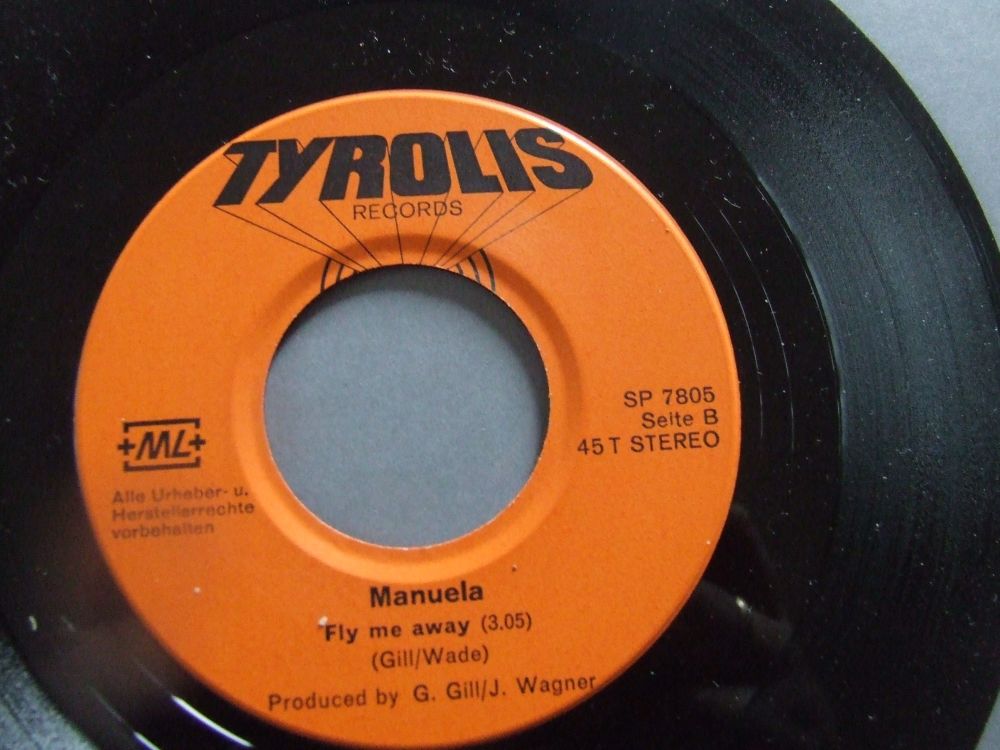 TYROLIS
RECORDS
SP 7805
Seite B
45 T STEREO
+ML+
Alle Urheber- u.
Herstellerrechte
vorbehalten
Manuela
Fly me away (3.05)
(Gill/Wade)
Produced by G. Gill/J. Wagner